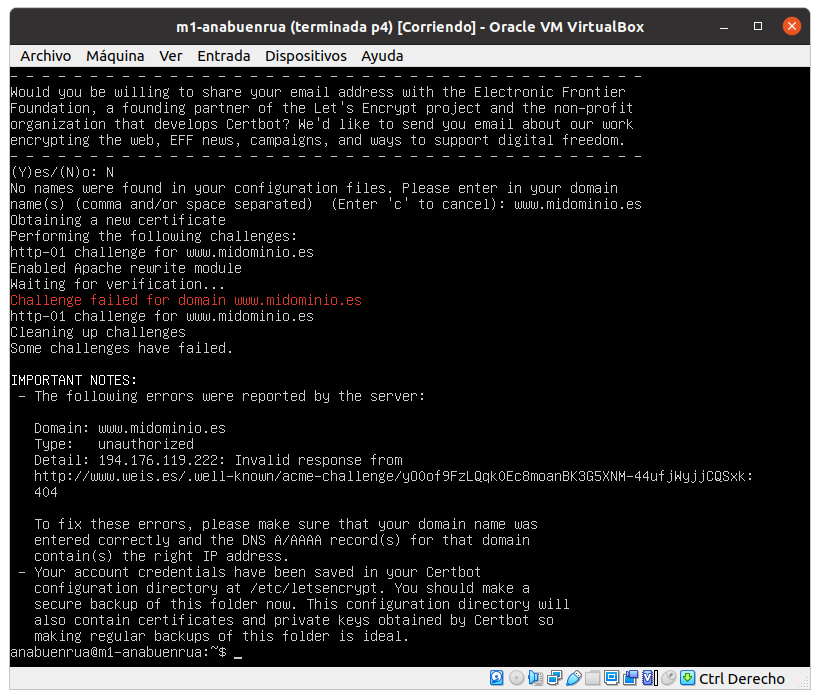 m1-anabuenrua (terminada p4) [Corriendo] - Oracle VM VirtualBox
Archivo Máquina Ver Entrada Dispositivos Ayuda
- - - - - - - - - - - - - - - - - - - - - - - - - - - - - - - - - - - - - - - -
Would you be willing to share your email address with the Electronic Frontier
Foundation, a founding partner of the Let's Encrypt project and the non-profit
organization that develops Certbot? We'd like to send you email about our work
encrypting the web, EFF news, campaigns, and ways to support digital freedom.
- - - - - - - - - - - - - - - - - - - - - - - - - - - - - - - - - - - - - - - -
(Y)es/(N)o: N
No names were found in your configuration files. Please enter in your domain
name(s) (comma and/or space separated)  (Enter 'c' to cancel): www.midominio.es
Obtaining a new certificate
Performing the following challenges:
http-01 challenge for www.midominio.es
Enabled Apache rewrite module
Waiting for verification...
Challenge failed for domain www.midominio.es
http-01 challenge for www.midominio.es
Cleaning up challenges
Some challenges have failed.
IMPORTANT NOTES:
- The following errors were reported by the server:
Domain: www.midominio.es
Type:   unauthorized
Detail: 194.176.119.222: Invalid response from
http://www.weis.es/.well-known/acme-challenge/yO0of9FzLQqk0Ec8moanBK3G5XNM-44ufjWyjjCQSxk:
404
To fix these errors, please make sure that your domain name was
entered correctly and the DNS A/AAAA record(s) for that domain
contain(s) the right IP address.
- Your account credentials have been saved in your Certbot
configuration directory at /etc/letsencrypt. You should make a
secure backup of this folder now. This configuration directory will
also contain certificates and private keys obtained by Certbot so
making regular backups of this folder is ideal.
anabuenrua@m1-anabuenrua:~$ _
Ctrl Derecho